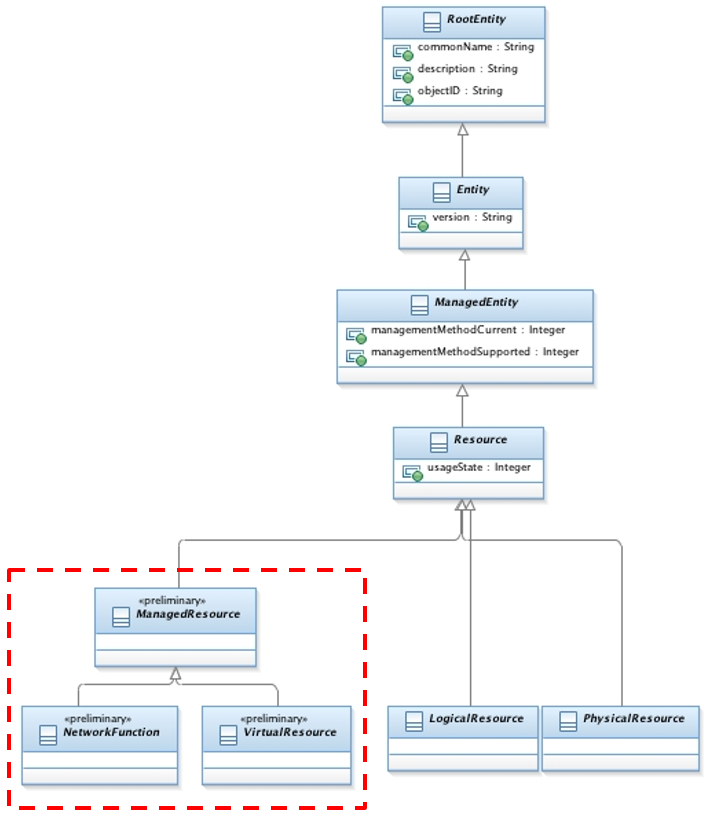 RootEntity
commonName : String
description : String
objectID : String
Entity
version : String
ManagedEntity
managementMethodCurrent : Integer
managementMethodSupported : Integer
Resource
usageState : Integer
«preliminary»
ManagedResource
«preliminary»
NetworkFunction
«preliminary»
VirtualResource
LogicalResource
PhysicalResource